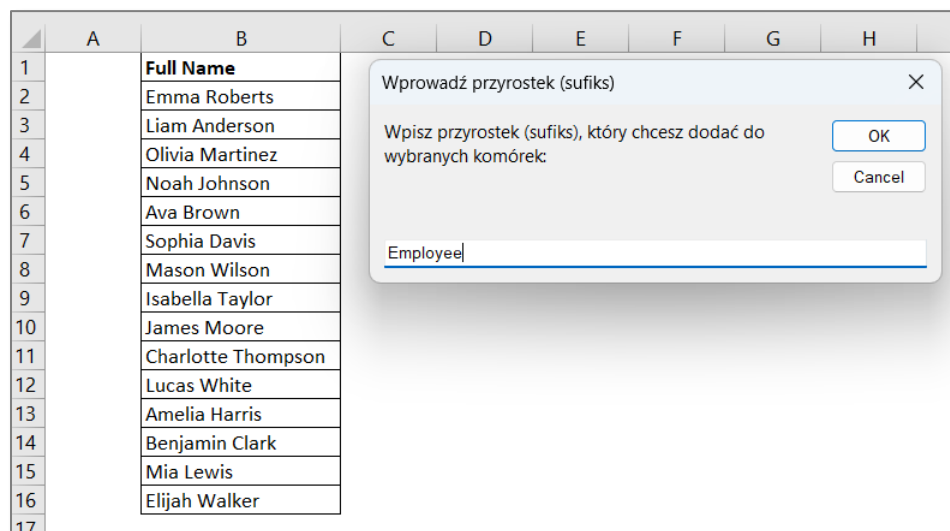 A B C D E F G H
1 Full Name
2 Emma Roberts
3 Liam Anderson
4 Olivia Martinez
5 Noah Johnson
6 Ava Brown
7 Sophia Davis
8 Mason Wilson
9 Isabella Taylor
10 James Moore
11 Charlotte Thompson
12 Lucas White
13 Amelia Harris
14 Benjamin Clark
15 Mia Lewis
16 Elijah Walker
17
Wprowadź przyrostek (sufiks)
Wpisz przyrostek (sufiks), który chcesz dodać do
wybranych komórek:
OK
Cancel
Employee